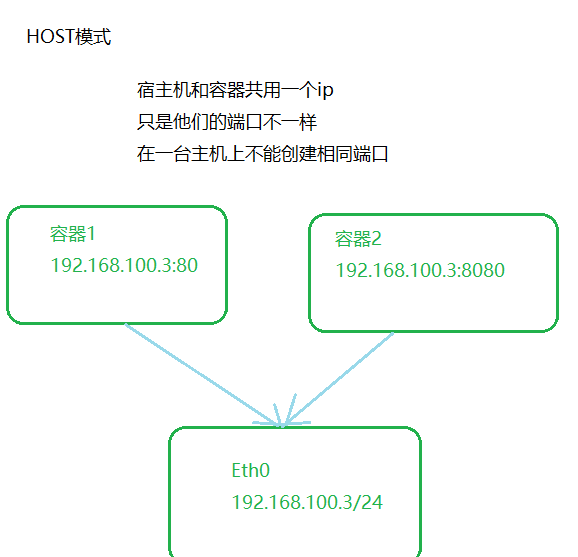 HOST模式
宿主机和容器共用一个ip
只是他们的端口不一样
在一台主机上不能创建相同端口
容器1
192.168.100.3:80
容器2
192.168.100.3:8080
Eth0
192.168.100.3/24